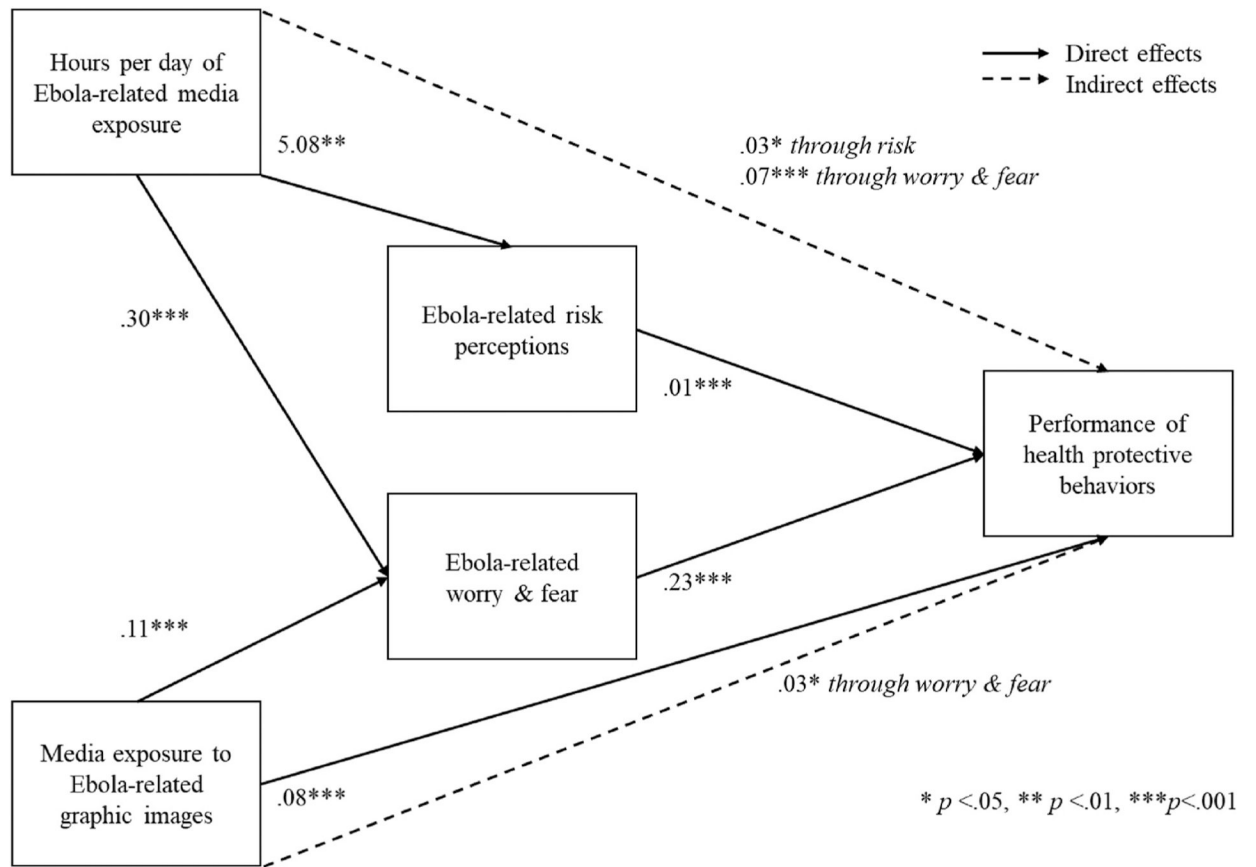 Hours per day of
Ebola-related media
exposure
Direct effects
Indirect effects
5.08**
.03* through risk
.07*** through worry & fear
.30***
Ebola-related risk
perceptions
.01***
Performance of
health protective
behaviors
Ebola-related
worry & fear
.23***
.11***
.03* through worry & fear
Media exposure to
Ebola-related
graphic images
.08***
* p <.05, ** p <.01, ***p<.001